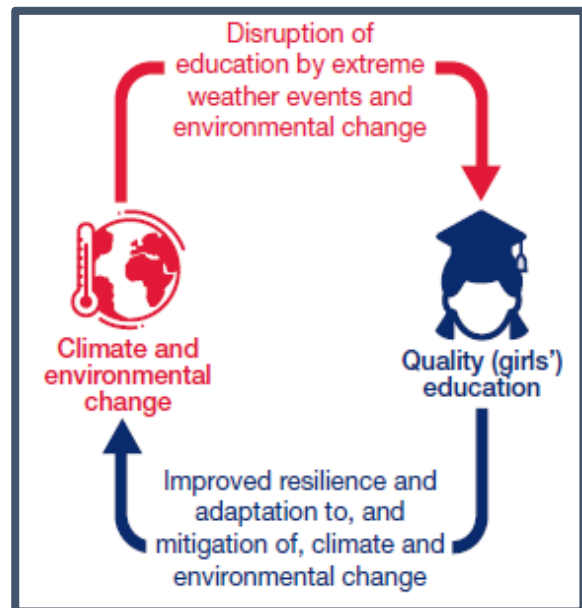 Disruption of
education by extreme
weather events and
environmental change
Climate and
environmental
change
Quality (girls’)
education
Improved resilience and
adaptation to, and
mitigation of, climate and
environmental change